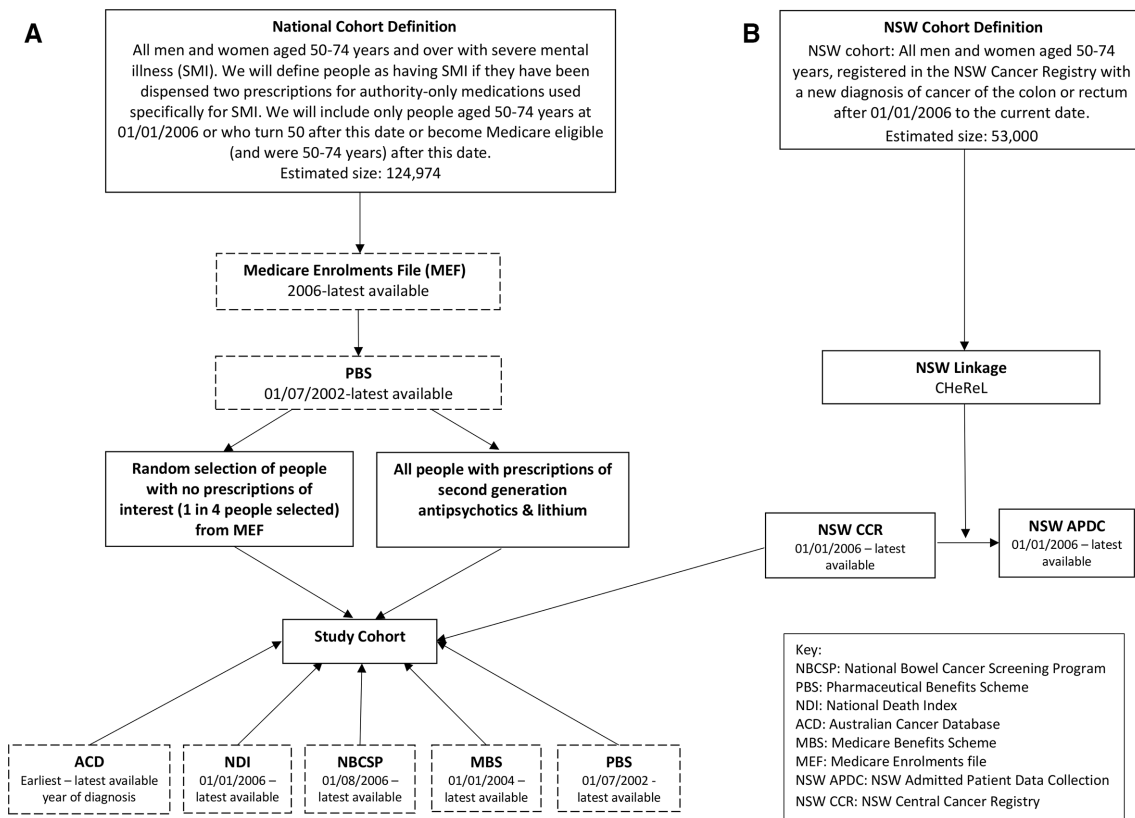 A
National Cohort Definition
All men and women aged 50-74 years and over with severe mental
illness (SMI). We will define people as having SMI if they have been
dispensed two prescriptions for authority-only medications used
specifically for SMI. We will include only people aged 50-74 years at
01/01/2006 or who turn 50 after this date or become Medicare eligible
(and were 50-74 years) after this date.
Estimated size: 124,974
Medicare Enrolments File (MEF)
2006-latest available
PBS
01/07/2002-latest available
Random selection of people
with no prescriptions of
interest (1 in 4 people selected)
from MEF
All people with prescriptions of
second generation
antipsychotics & lithium
Study Cohort
ACD
Earliest – latest available
year of diagnosis
NDI
01/01/2006 –
latest available
NBCSP
01/08/2006 –
latest available
MBS
01/01/2004 –
latest available
PBS
01/07/2002 -
latest available
B
NSW Cohort Definition
NSW cohort: All men and women aged 50-74
years, registered in the NSW Cancer Registry with
a new diagnosis of cancer of the colon or rectum
after 01/01/2006 to the current date.
Estimated size: 53,000
NSW Linkage
CHeReL
NSW CCR
01/01/2006 – latest
available
NSW APDC
01/01/2006 – latest
available
Key:
NBCSP: National Bowel Cancer Screening Program
PBS: Pharmaceutical Benefits Scheme
NDI: National Death Index
ACD: Australian Cancer Database
MBS: Medicare Benefits Scheme
MEF: Medicare Enrolments file
NSW APDC: NSW Admitted Patient Data Collection
NSW CCR: NSW Central Cancer Registry